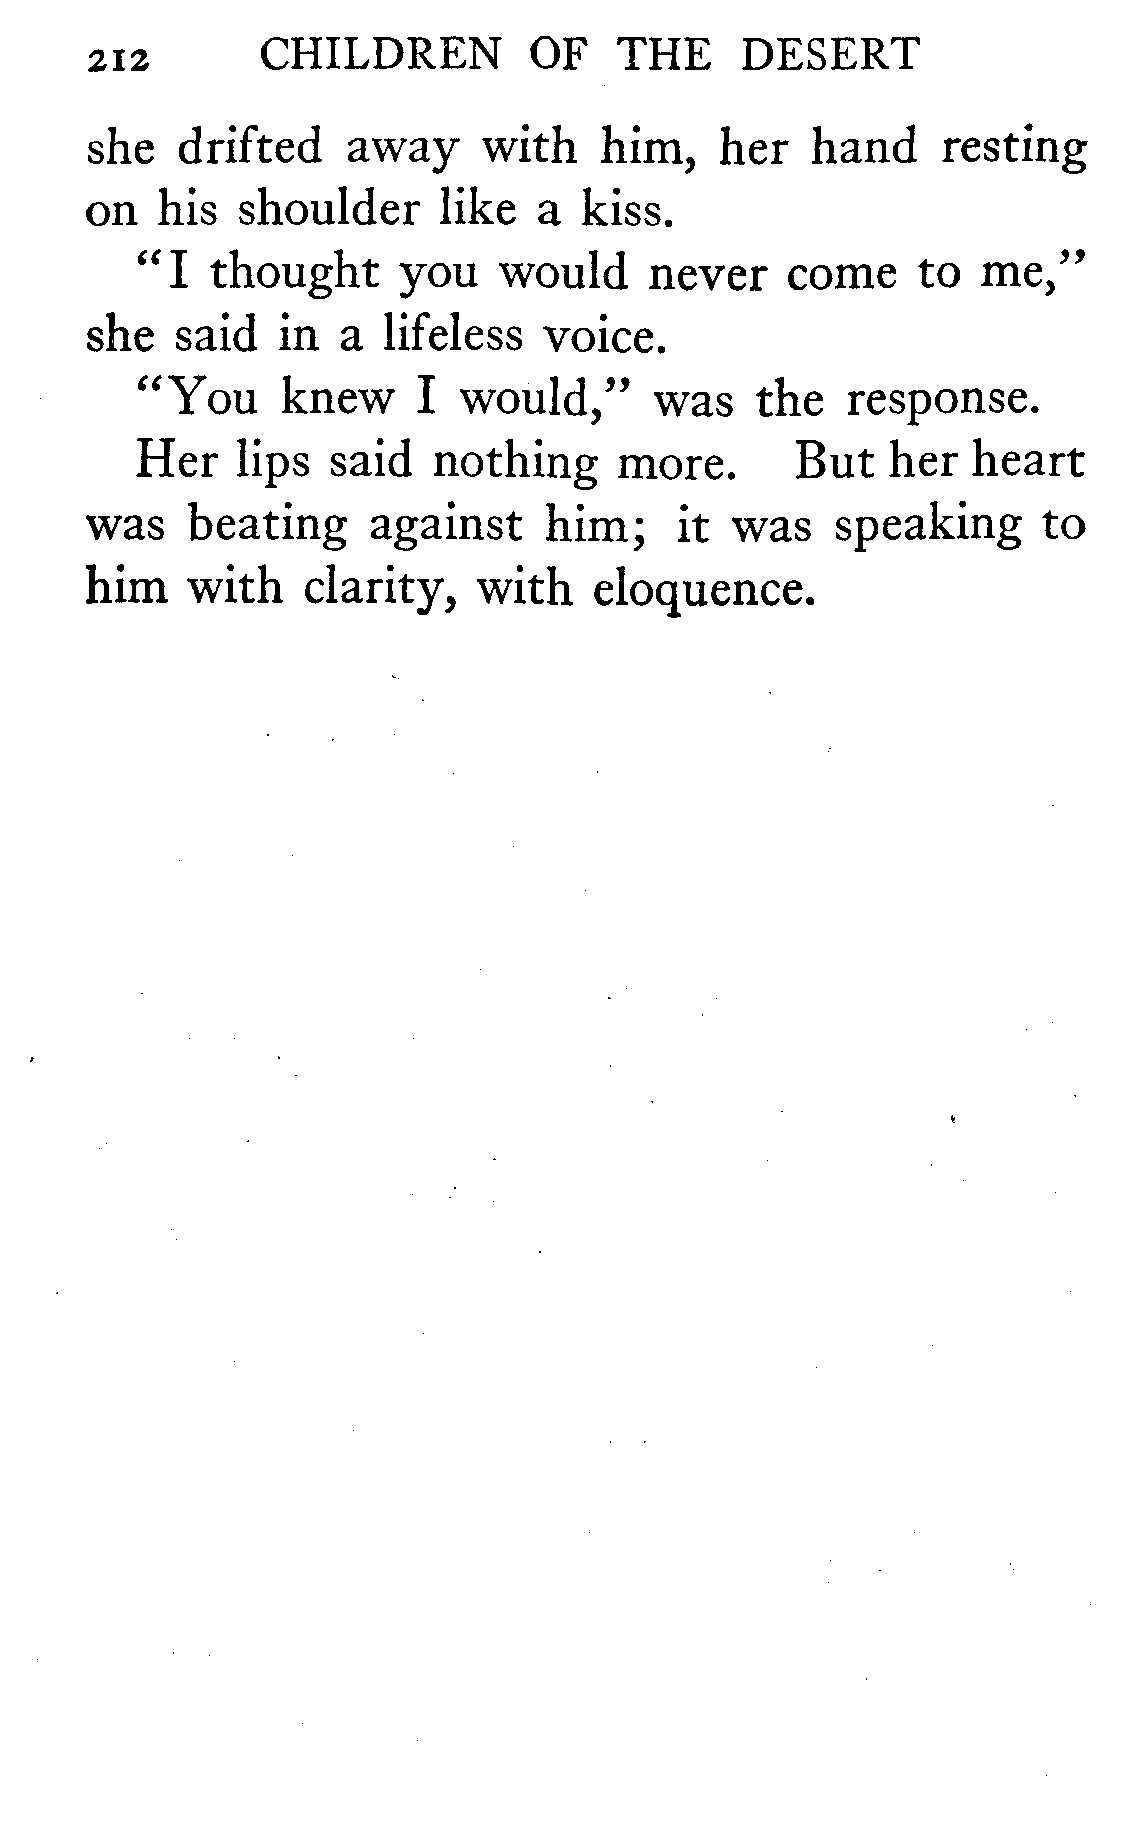 212 CHILDREN OF THE DESERT
she drifted away with him, her hand resting
on his shoulder like a kiss.
"I thought you would never come to me,"
she said in a lifeless voice.
"You knew I would," was the response.
Her lips said nothing more. But her heart
was beating against him; it was speaking to
him with clarity, with eloquence.